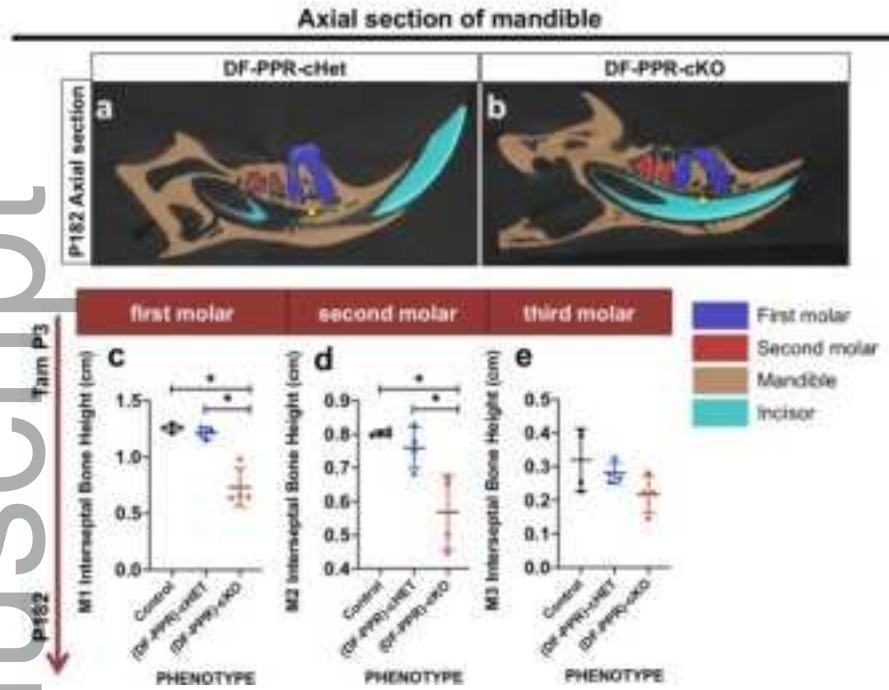 Axial section of mandible
DF-PPR-cHet
DF-PPR-cKO
P182 Axial section
a
b
first molar
second molar
third molar
First molar
Second molar
Mandible
Incisor
Tam P3
P182
c
M1 Interseptal Bone Height (cm)
1.5
1.0
0.5
0.0
*
*
Control
(DF-PPR)-cHET
(DF-PPR)-cKO
PHENOTYPE
d
M2 Interseptal Bone Height (cm)
0.9
0.8
0.7
0.6
0.5
0.4
*
*
Control
(DF-PPR)-cHET
(DF-PPR)-cKO
PHENOTYPE
e
M3 Interseptal Bone Height (cm)
0.5
0.4
0.3
0.2
0.1
0.0
Control
(DF-PPR)-cHET
(DF-PPR)-cKO
PHENOTYPE
uscript